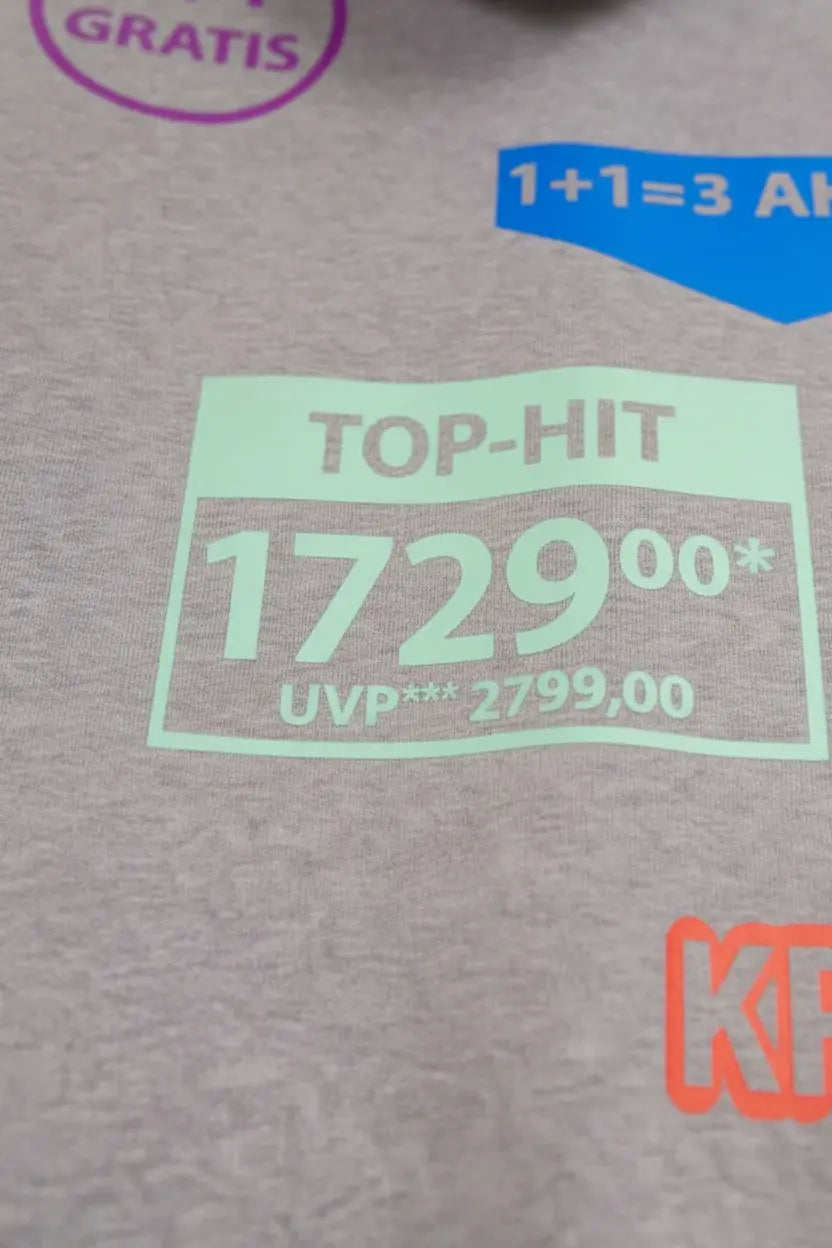 GRATIS
1+1=3
TOP-HIT
1729⁰⁰*
UVP*** 2799,00